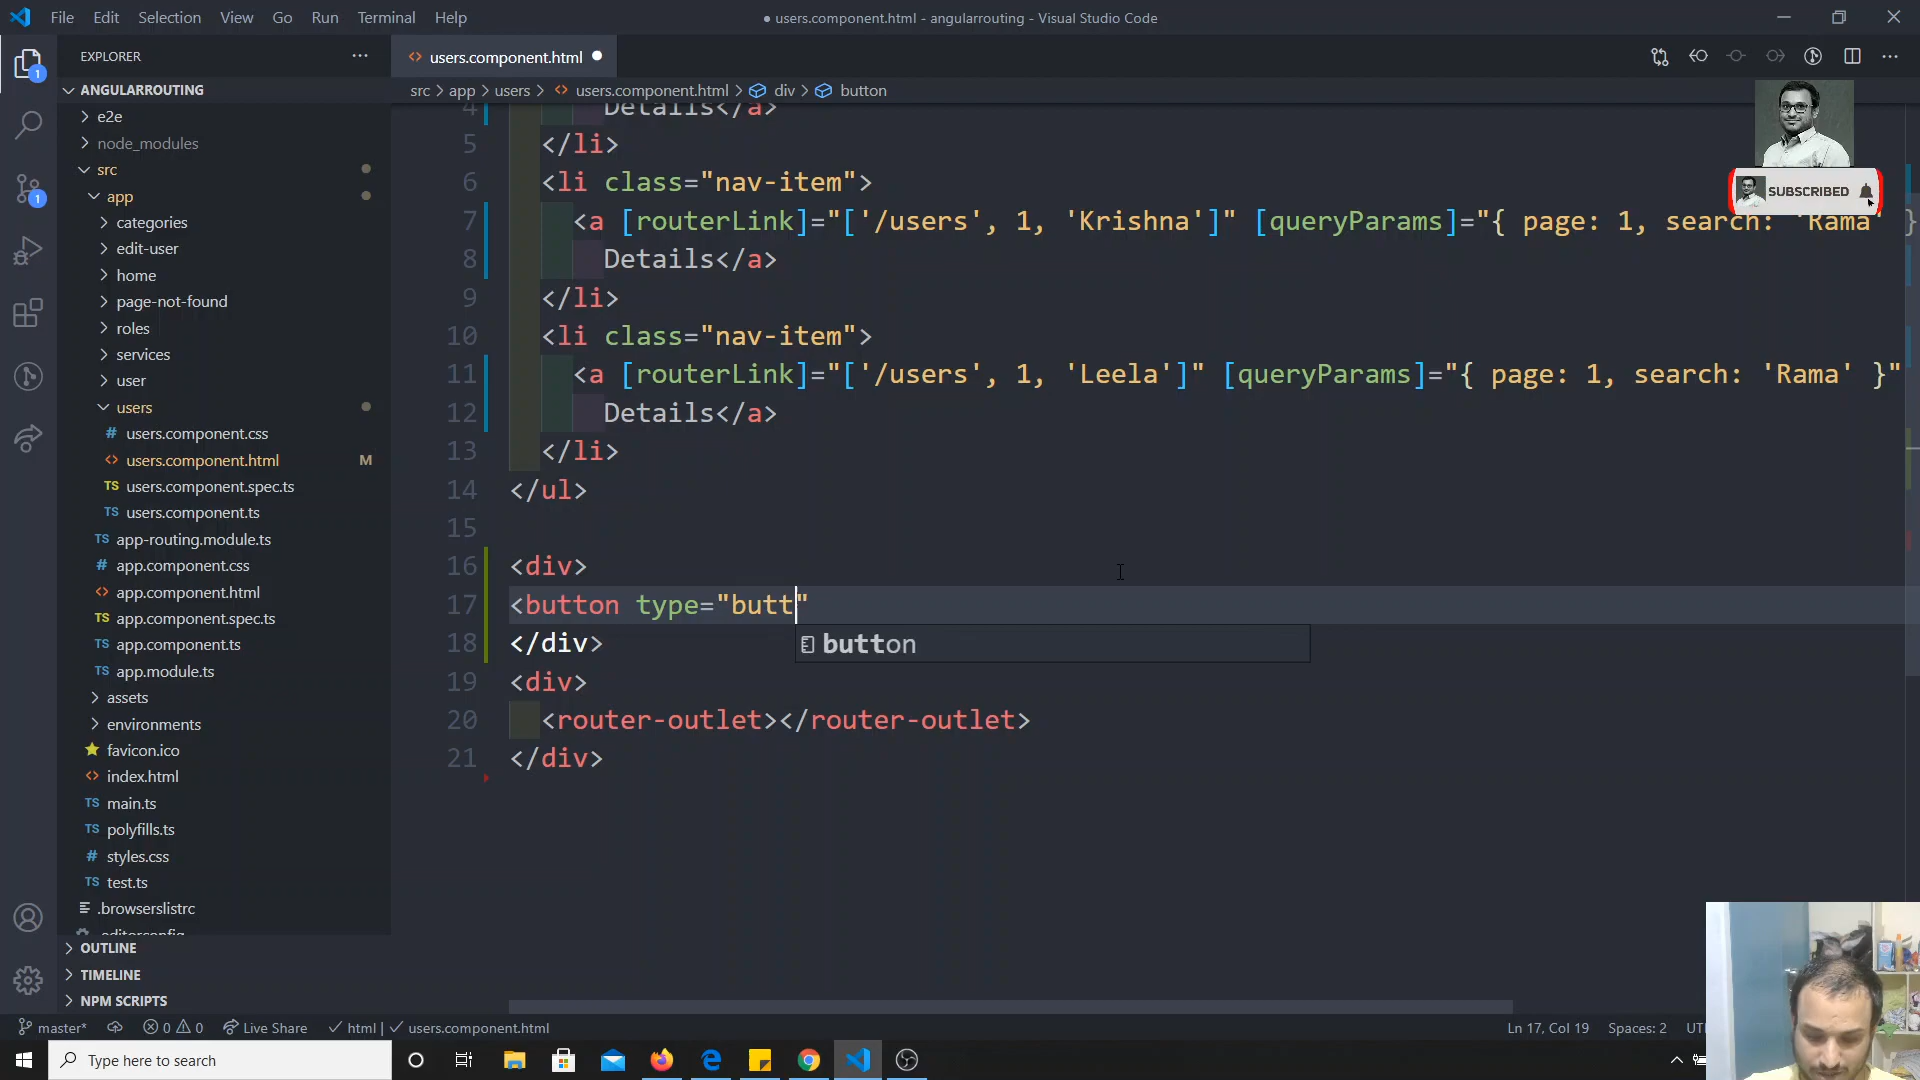 File Edit Selection View Go Run Terminal Help
● users.component.html - angularrouting - Visual Studio Code
EXPLORER
users.component.html
ANGULARROUTING
src > app > users > users.component.html > div > button
e2e
node_modules
src
app
categories
edit-user
home
page-not-found
roles
services
user
users
users.component.css
users.component.html M
users.component.spec.ts
users.component.ts
app-routing.module.ts
app.component.css
app.component.html
app.component.spec.ts
app.component.ts
app.module.ts
assets
environments
favicon.ico
index.html
main.ts
polyfills.ts
styles.css
test.ts
.browserslistrc
.editorconfig
OUTLINE
TIMELINE
NPM SCRIPTS
1
1
4 Details</a>
5 </li>
6 <li class="nav-item">
7 <a [routerLink]="['/users', 1, 'Krishna']" [queryParams]="{ page: 1, search: 'Rama' }
8 Details</a>
9 </li>
10 <li class="nav-item">
11 <a [routerLink]="['/users', 1, 'Leela']" [queryParams]="{ page: 1, search: 'Rama' }"
12 Details</a>
13 </li>
14 </ul>
15
16 <div>
17 <button type="butt"
18 </div>
button
19 <div>
20 <router-outlet></router-outlet>
21 </div>
SUBSCRIBED
master* 0 0 Live Share html | users.component.html
Ln 17, Col 19 Spaces: 2
Type here to search